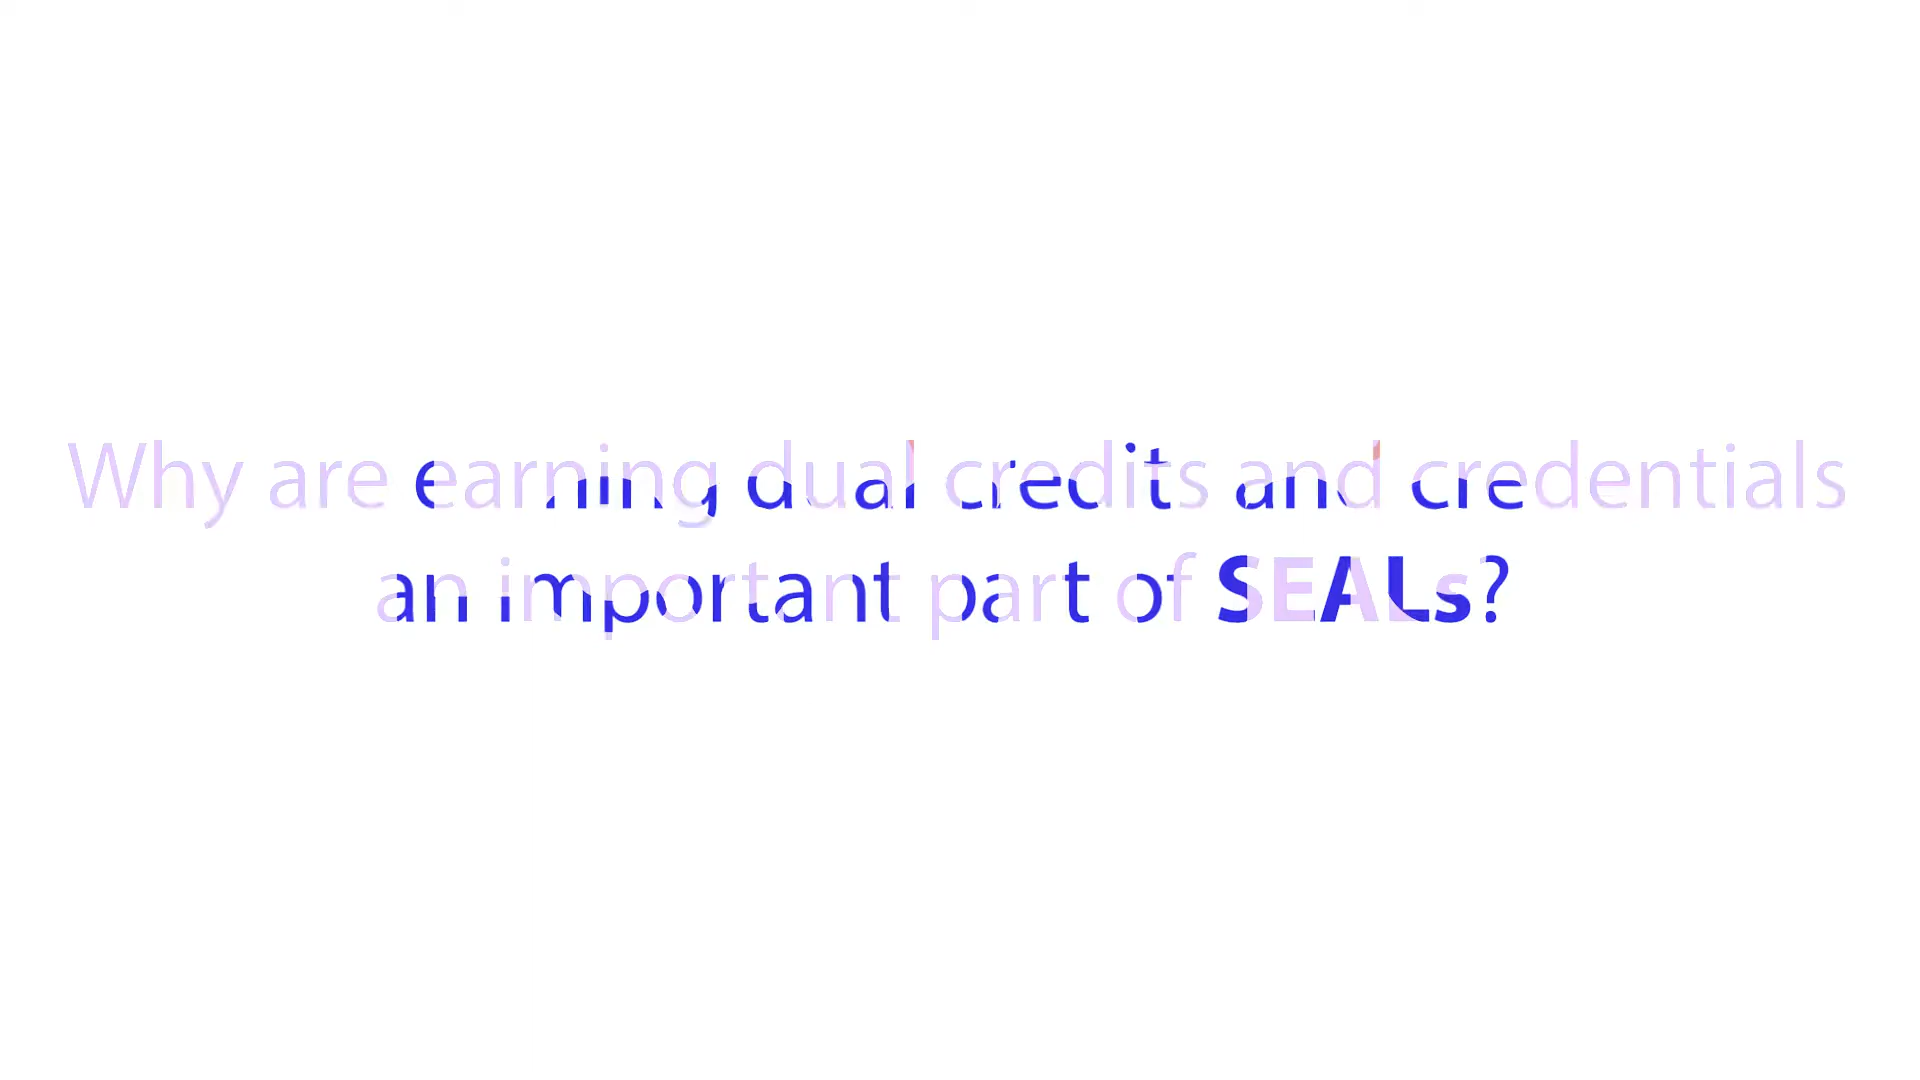 Why are earning dual credits and credentials
an important part of SEALs?